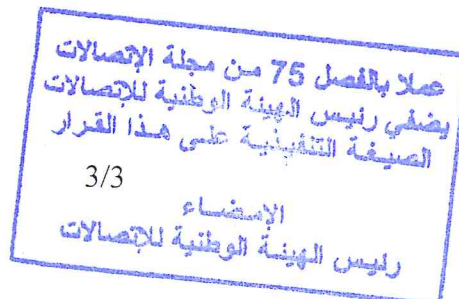 عملا بالفصل 75 من مجلة الإتصالات
يضفي رئيس الهيئة الوطنية للإتصالات
الصيغة التنفيذية على هذا القرار
3/3
الإمضاء
رئيس الهيئة الوطنية للإتصالات